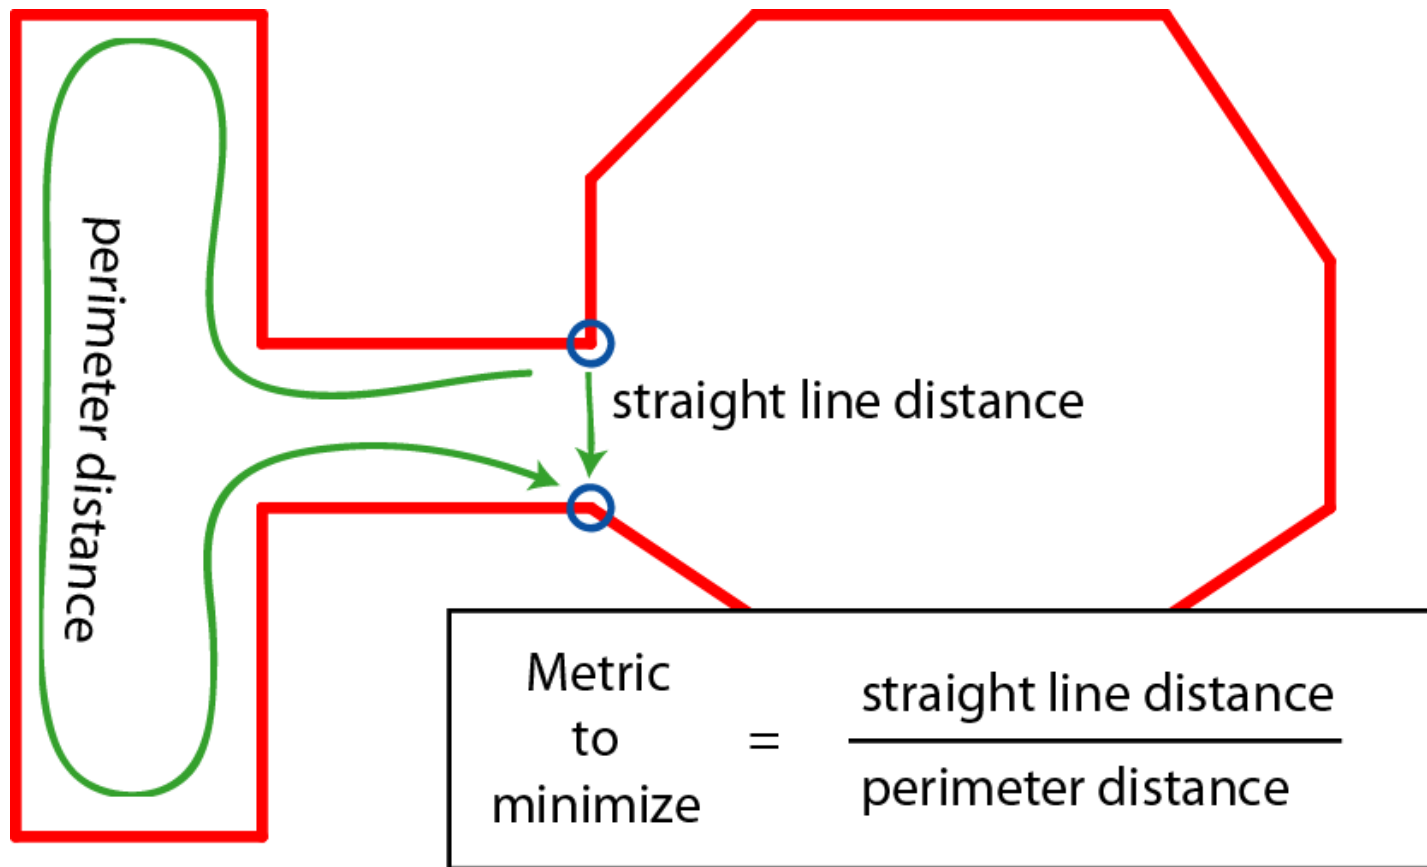 perimeter distance
straight line distance
Metric
to
minimize
=
straight line distance
perimeter distance